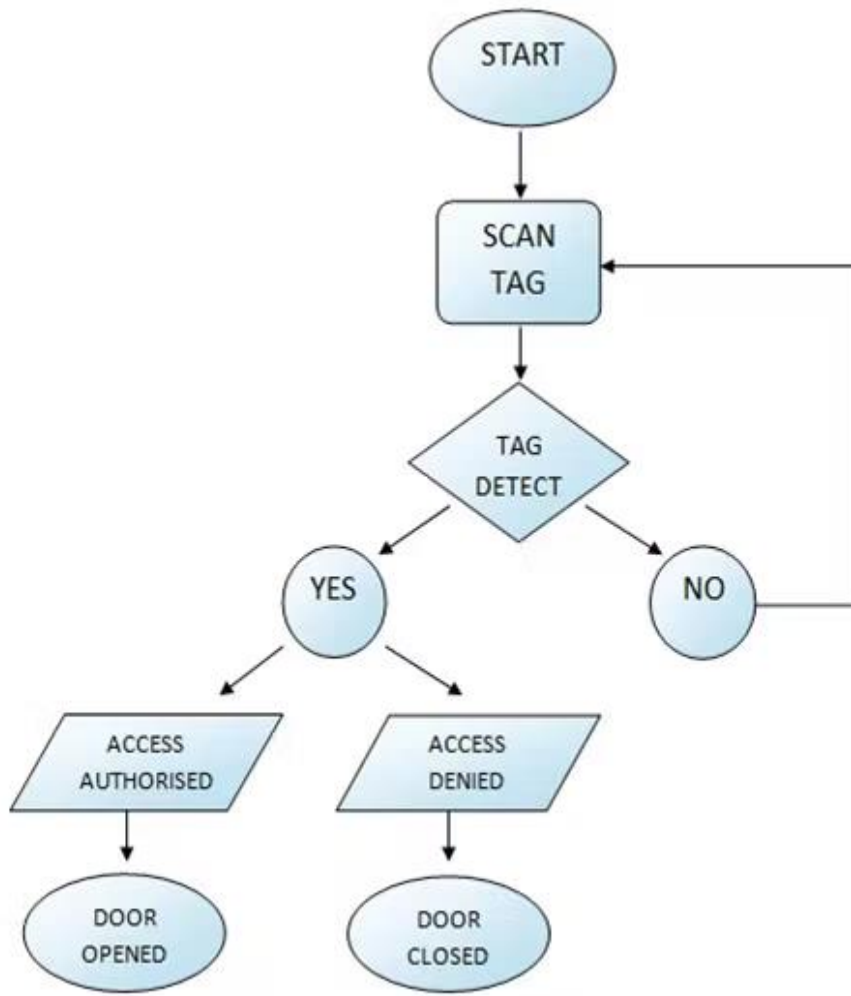 START
SCAN
TAG
TAG
DETECT
YES
NO
ACCESS
AUTHORISED
ACCESS
DENIED
DOOR
OPENED
DOOR
CLOSED